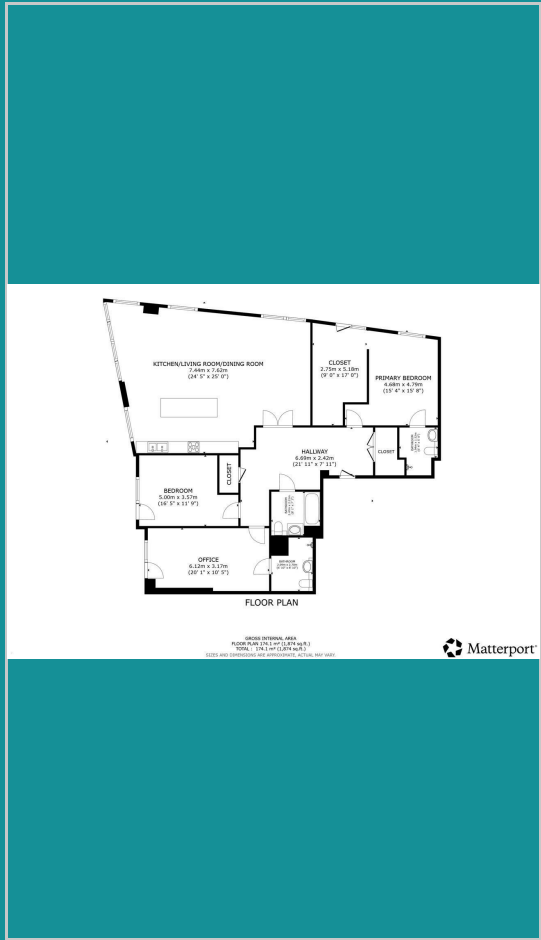 KITCHEN/LIVING ROOM/DINING ROOM
7.44m x 7.62m
(24' 5" x 25' 0")
CLOSET
2.75m x 5.18m
(9' 0" x 17' 0")
PRIMARY BEDROOM
4.68m x 4.79m
(15' 4" x 15' 8")
HALLWAY
6.69m x 2.42m
(21' 11" x 7' 11")
CLOSET
BATHROOM
CLOSET
BEDROOM
5.00m x 3.57m
(16' 5" x 11' 9")
BATHROOM
OFFICE
6.12m x 3.17m
(20' 1" x 10' 5")
BATHROOM
FLOOR PLAN
GROSS INTERNAL AREA
FLOOR PLAN 174.1 m² (1,874 sq.ft.)
TOTAL : 174.1 m² (1,874 sq.ft.)
SIZES AND DIMENSIONS ARE APPROXIMATE, ACTUAL MAY VARY.
Matterport